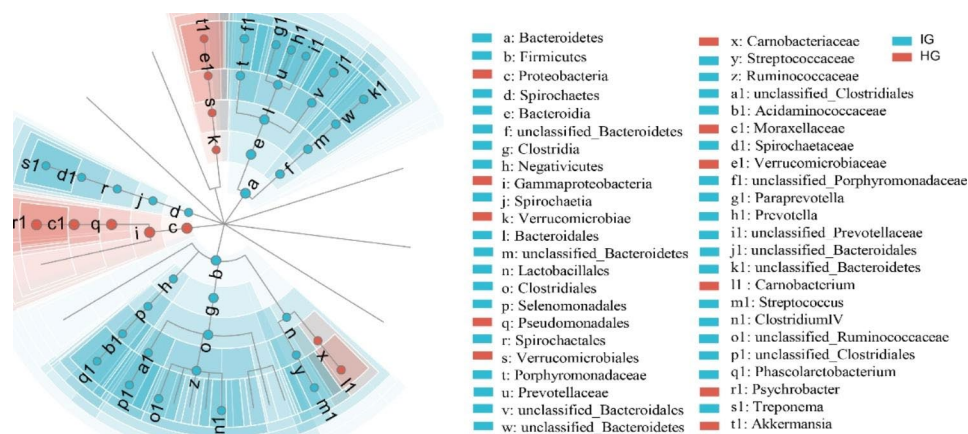 t1
e1
s
k
f1
g1
h1
i1
j1
k1
t
u
v
w
l
m
e
f
a
s1
d1
r
j
d
r1
c1
q
i
c
b
h
g
p
n
o
b1
a1
x
q1
z
y
l1
p1
o1
n1
m1
a: Bacteroidetes
b: Firmicutes
c: Proteobacteria
d: Spirochaetes
e: Bacteroidia
f: unclassified_Bacteroidetes
g: Clostridia
h: Negativicutes
i: Gammaproteobacteria
j: Spirochaetia
k: Verrucomicrobiae
l: Bacteroidales
m: unclassified_Bacteroidetes
n: Lactobacillales
o: Clostridiales
p: Selenomonadales
q: Pseudomonadales
r: Spirochaetales
s: Verrucomicrobiales
t: Porphyromonadaceae
u: Prevotellaceae
v: unclassified_Bacteroidales
w: unclassified_Bacteroidetes
x: Carnobacteriaceae
y: Streptococcaceae
z: Ruminococcaceae
a1: unclassified_Clostridiales
b1: Acidaminococcaceae
c1: Moraxellaceae
d1: Spirochaetaceae
e1: Verrucomicrobiaceae
f1: unclassified_Porphyromonadaceae
g1: Paraprevotella
h1: Prevotella
i1: unclassified_Prevotellaceae
j1: unclassified_Bacteroidales
k1: unclassified_Bacteroidetes
l1 : Carnobacterium
m1: Streptococcus
n1: ClostridiumIV
o1: unclassified_Ruminococcaceae
p1: unclassified_Clostridiales
q1: Phascolarctobacterium
r1: Psychrobacter
s1: Treponema
t1: Akkermansia
IG
HG